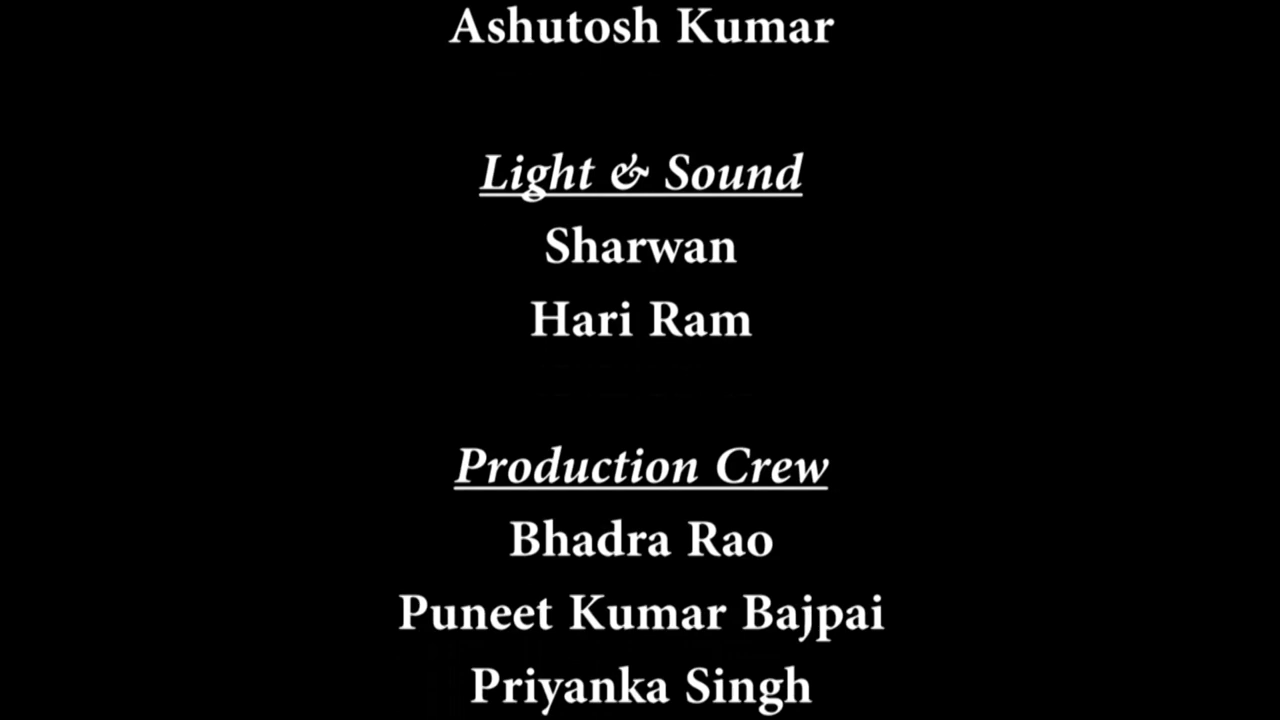 Ashutosh Kumar
Light & Sound
Sharwan
Hari Ram
Production Crew
Bhadra Rao
Puneet Kumar Bajpai
Priyanka Singh